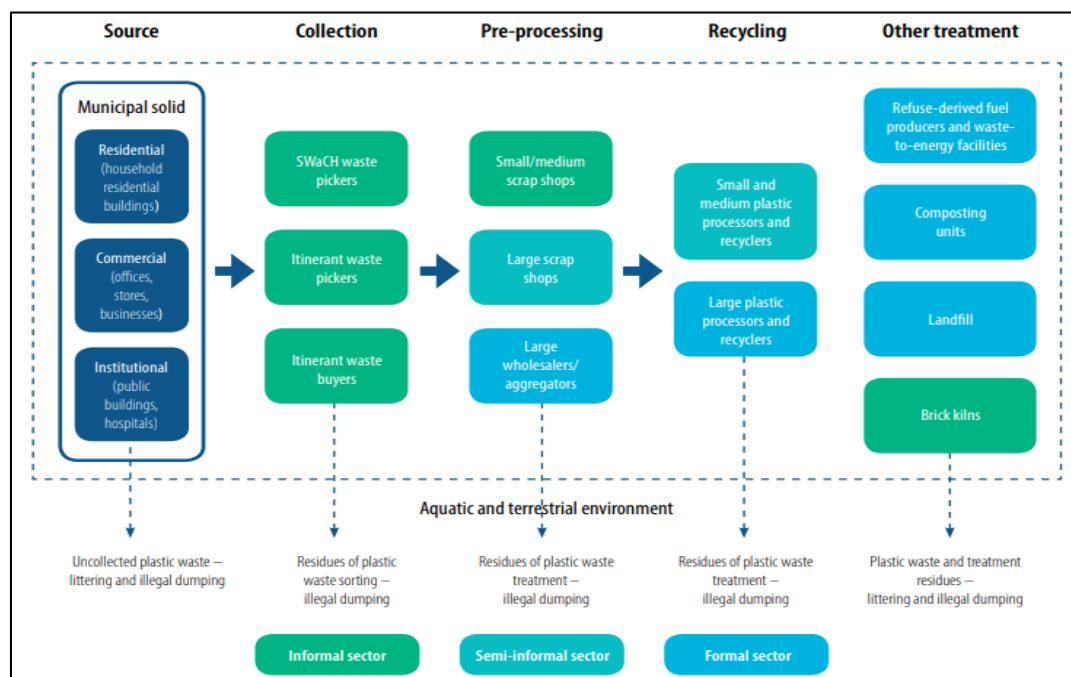 Source
Collection
Pre-processing
Recycling
Other treatment
Municipal solid
Residential
(household
residential
buildings)
Commercial
(offices,
stores,
businesses)
Institutional
(public
buildings,
hospitals)
SWaCH waste
pickers
Itinerant waste
pickers
Itinerant waste
buyers
Small/medium
scrap shops
Large scrap
shops
Large
wholesalers/
aggregators
Small and
medium plastic
processors and
recyclers
Large plastic
processors and
recyclers
Refuse-derived fuel
producers and waste-
to-energy facilities
Composting
units
Landfill
Brick kilns
Aquatic and terrestrial environment
Uncollected plastic waste –
littering and illegal dumping
Residues of plastic
waste sorting –
illegal dumping
Residues of plastic waste
treatment –
illegal dumping
Residues of plastic waste
treatment –
illegal dumping
Plastic waste and treatment
residues –
littering and illegal dumping
Informal sector
Semi-informal sector
Formal sector